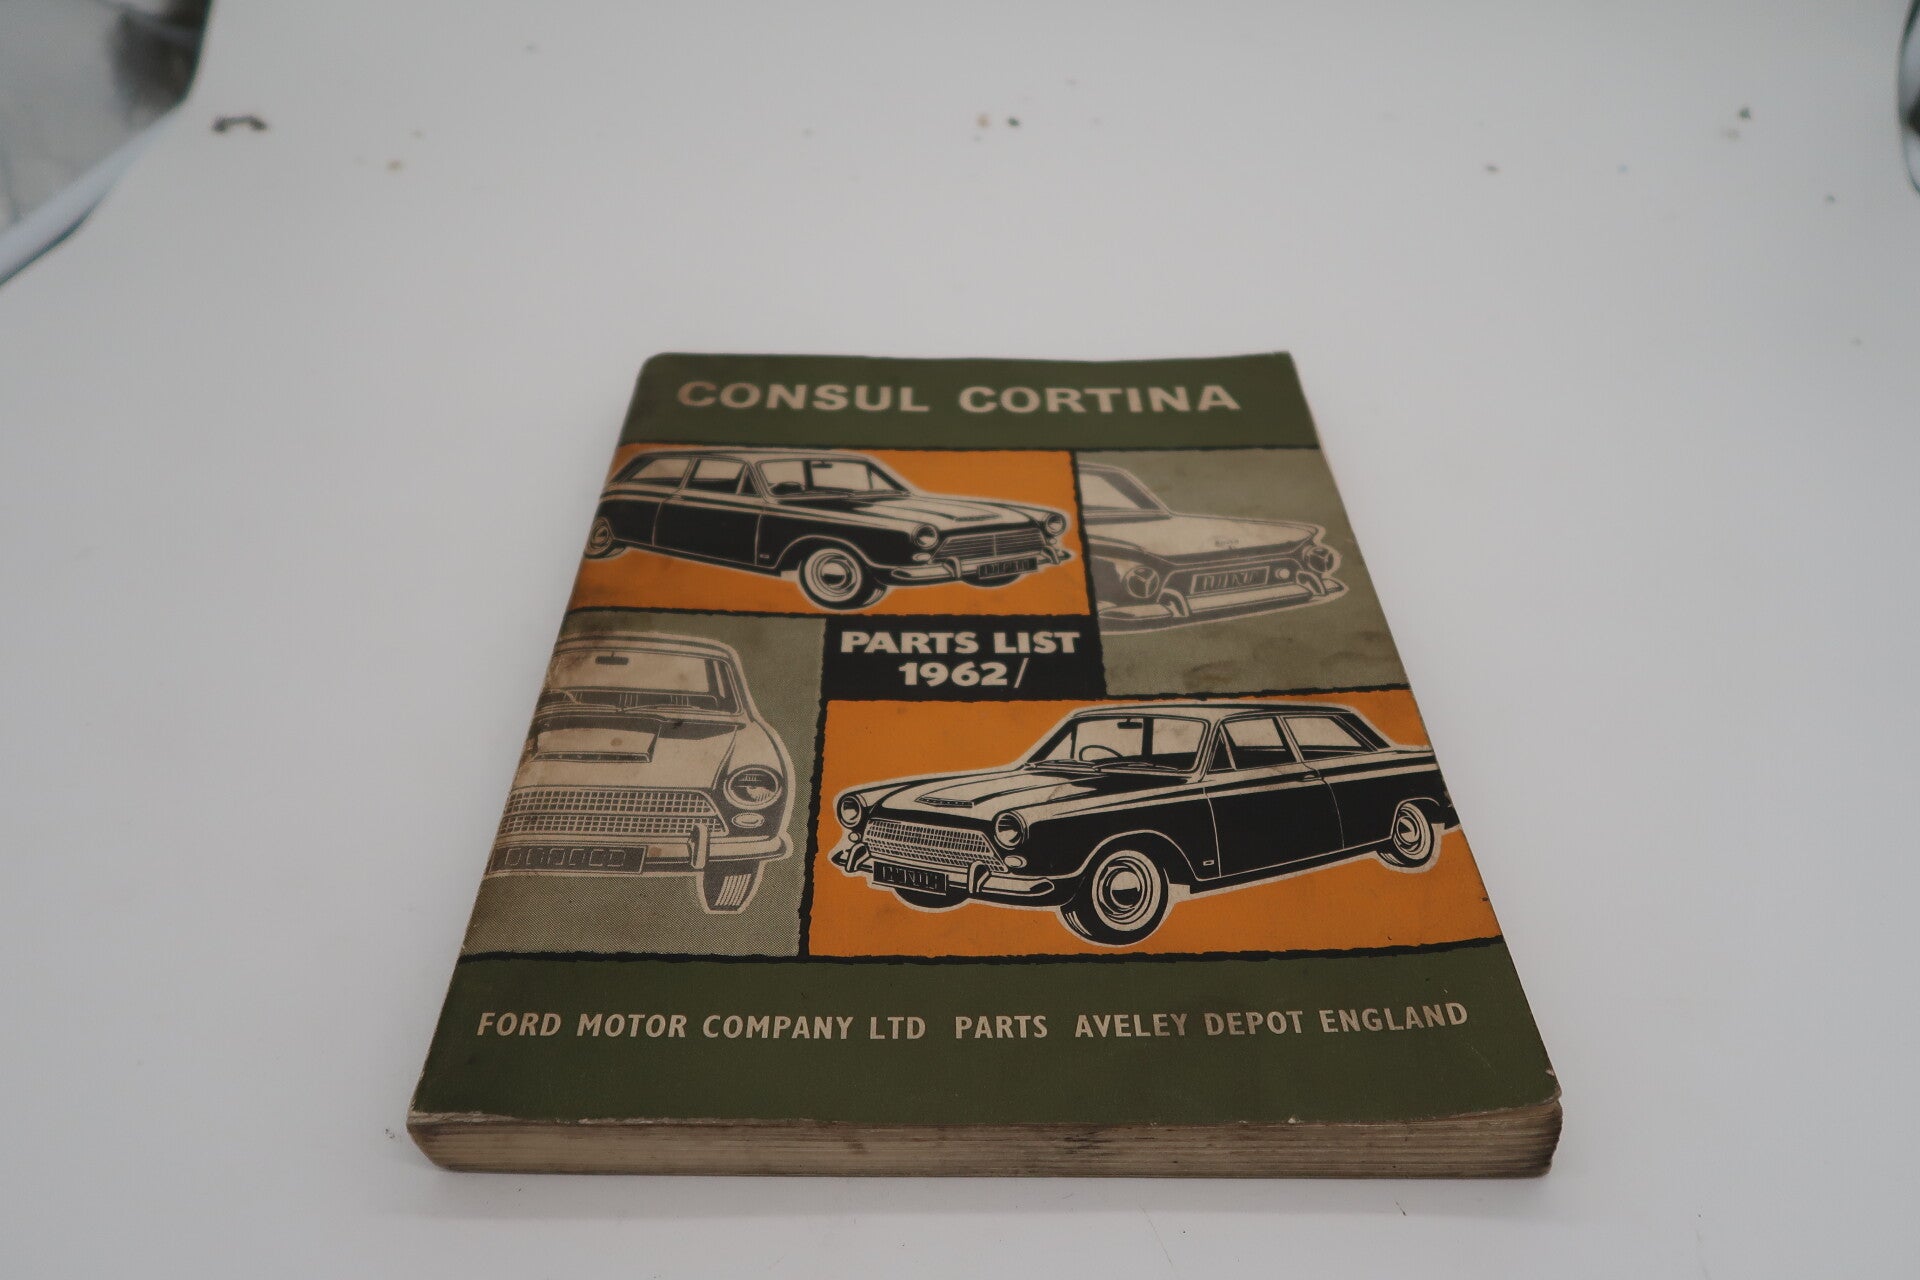 CONSUL CORTINA
PARTS LIST
1962/
FORD MOTOR COMPANY LTD PARTS AVELEY DEPOT ENGLAND